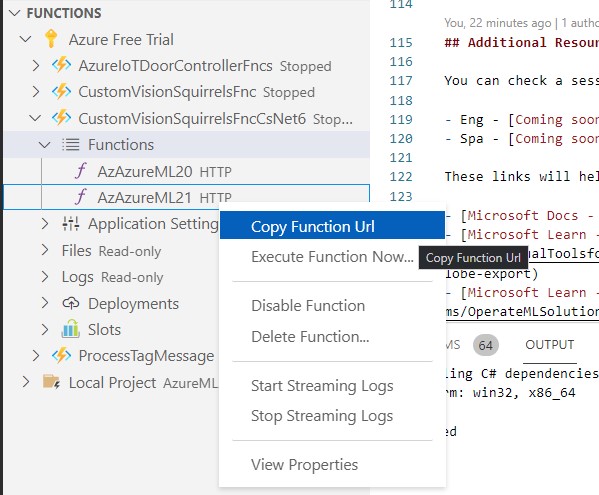 FUNCTIONS
Azure Free Trial
AzureIoTDoorControllerFncs Stopped
CustomVisionSquirrelsFnc Stopped
CustomVisionSquirrelsFncCsNet6 Stop...
Functions
AzAzureML20 HTTP
AzAzureML21 HTTP
Application Setting
Files Read-only
Logs Read-only
Deployments
Slots
ProcessTagMessage
Local Project AzureML
Copy Function Url
Execute Function Now...
Disable Function
Delete Function...
Start Streaming Logs
Stop Streaming Logs
View Properties
Copy Function Url
114
You, 22 minutes ago | 1 autho
115 ## Additional Resour
116
117 You can check a sess
118
119 - Eng - [Coming soon
120 - Spa - [Coming soon
121
122 These links will hel
123
- [Microsoft Docs -
- [Microsoft Learn -
nalToolsfo
lobe-export)
- [Microsoft Learn -
ms/OperateMLSolution
MS 64 OUTPUT
ling C# dependencies
rm: win32, x86_64
ed